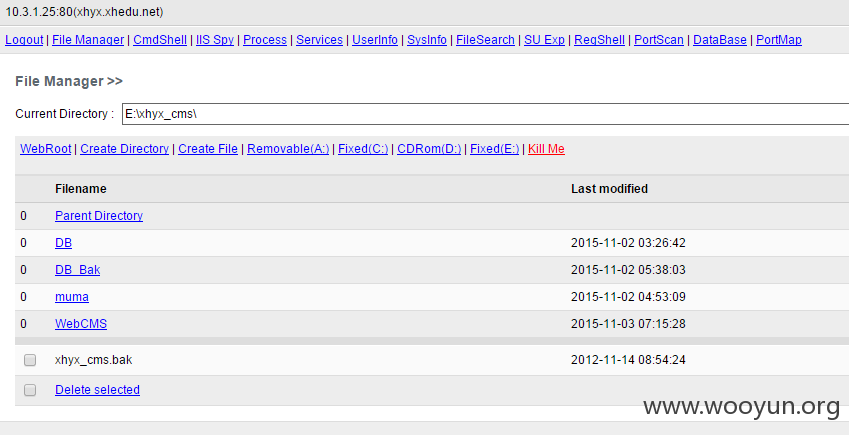 10.3.1.25:80(xhyx.xhedu.net)
Logout | File Manager | CmdShell | IIS Spy | Process | Services | UserInfo | SysInfo | FileSearch | SU Exp | RegShell | PortScan | DataBase | PortMap
File Manager >>
Current Directory : E:\xhyx_cms\
WebRoot | Create Directory | Create File | Removable(A:) | Fixed(C:) | CDRom(D:) | Fixed(E:) | Kill Me
Filename Last modified
0 Parent Directory
0 DB 2015-11-02 03:26:42
0 DB_Bak 2015-11-02 05:38:03
0 muma 2015-11-02 04:53:09
0 WebCMS 2015-11-03 07:15:28
xhyx_cms.bak 2012-11-14 08:54:24
Delete selected
www.wooyun.org